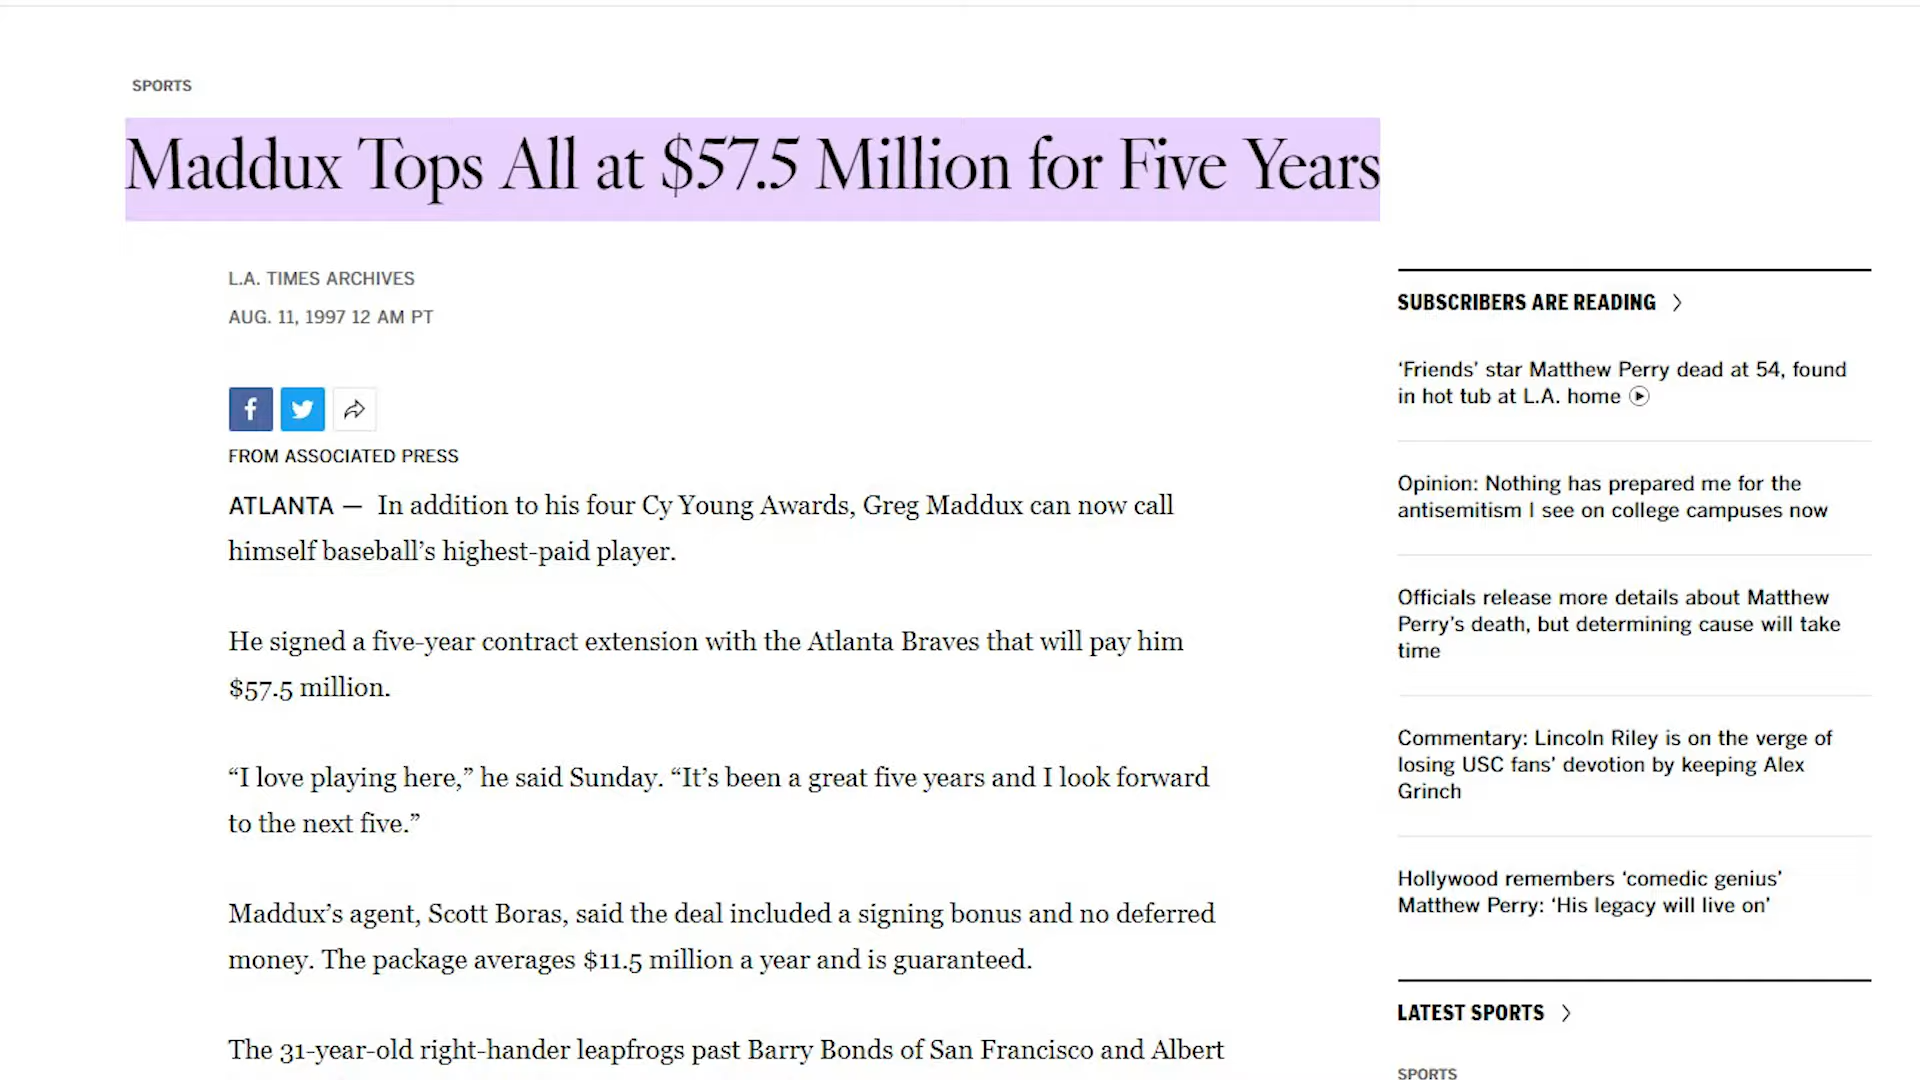 SPORTS
Maddux Tops All at $57.5 Million for Five Years
L.A. TIMES ARCHIVES
AUG. 11, 1997 12 AM PT
FROM ASSOCIATED PRESS
ATLANTA — In addition to his four Cy Young Awards, Greg Maddux can now call
himself baseball’s highest-paid player.
He signed a five-year contract extension with the Atlanta Braves that will pay him
$57.5 million.
“I love playing here,” he said Sunday. “It’s been a great five years and I look forward
to the next five.”
Maddux’s agent, Scott Boras, said the deal included a signing bonus and no deferred
money. The package averages $11.5 million a year and is guaranteed.
The 31-year-old right-hander leapfrogs past Barry Bonds of San Francisco and Albert
SUBSCRIBERS ARE READING
‘Friends’ star Matthew Perry dead at 54, found
in hot tub at L.A. home
Opinion: Nothing has prepared me for the
antisemitism I see on college campuses now
Officials release more details about Matthew
Perry’s death, but determining cause will take
time
Commentary: Lincoln Riley is on the verge of
losing USC fans’ devotion by keeping Alex
Grinch
Hollywood remembers ‘comedic genius’
Matthew Perry: ‘His legacy will live on’
LATEST SPORTS
SPORTS